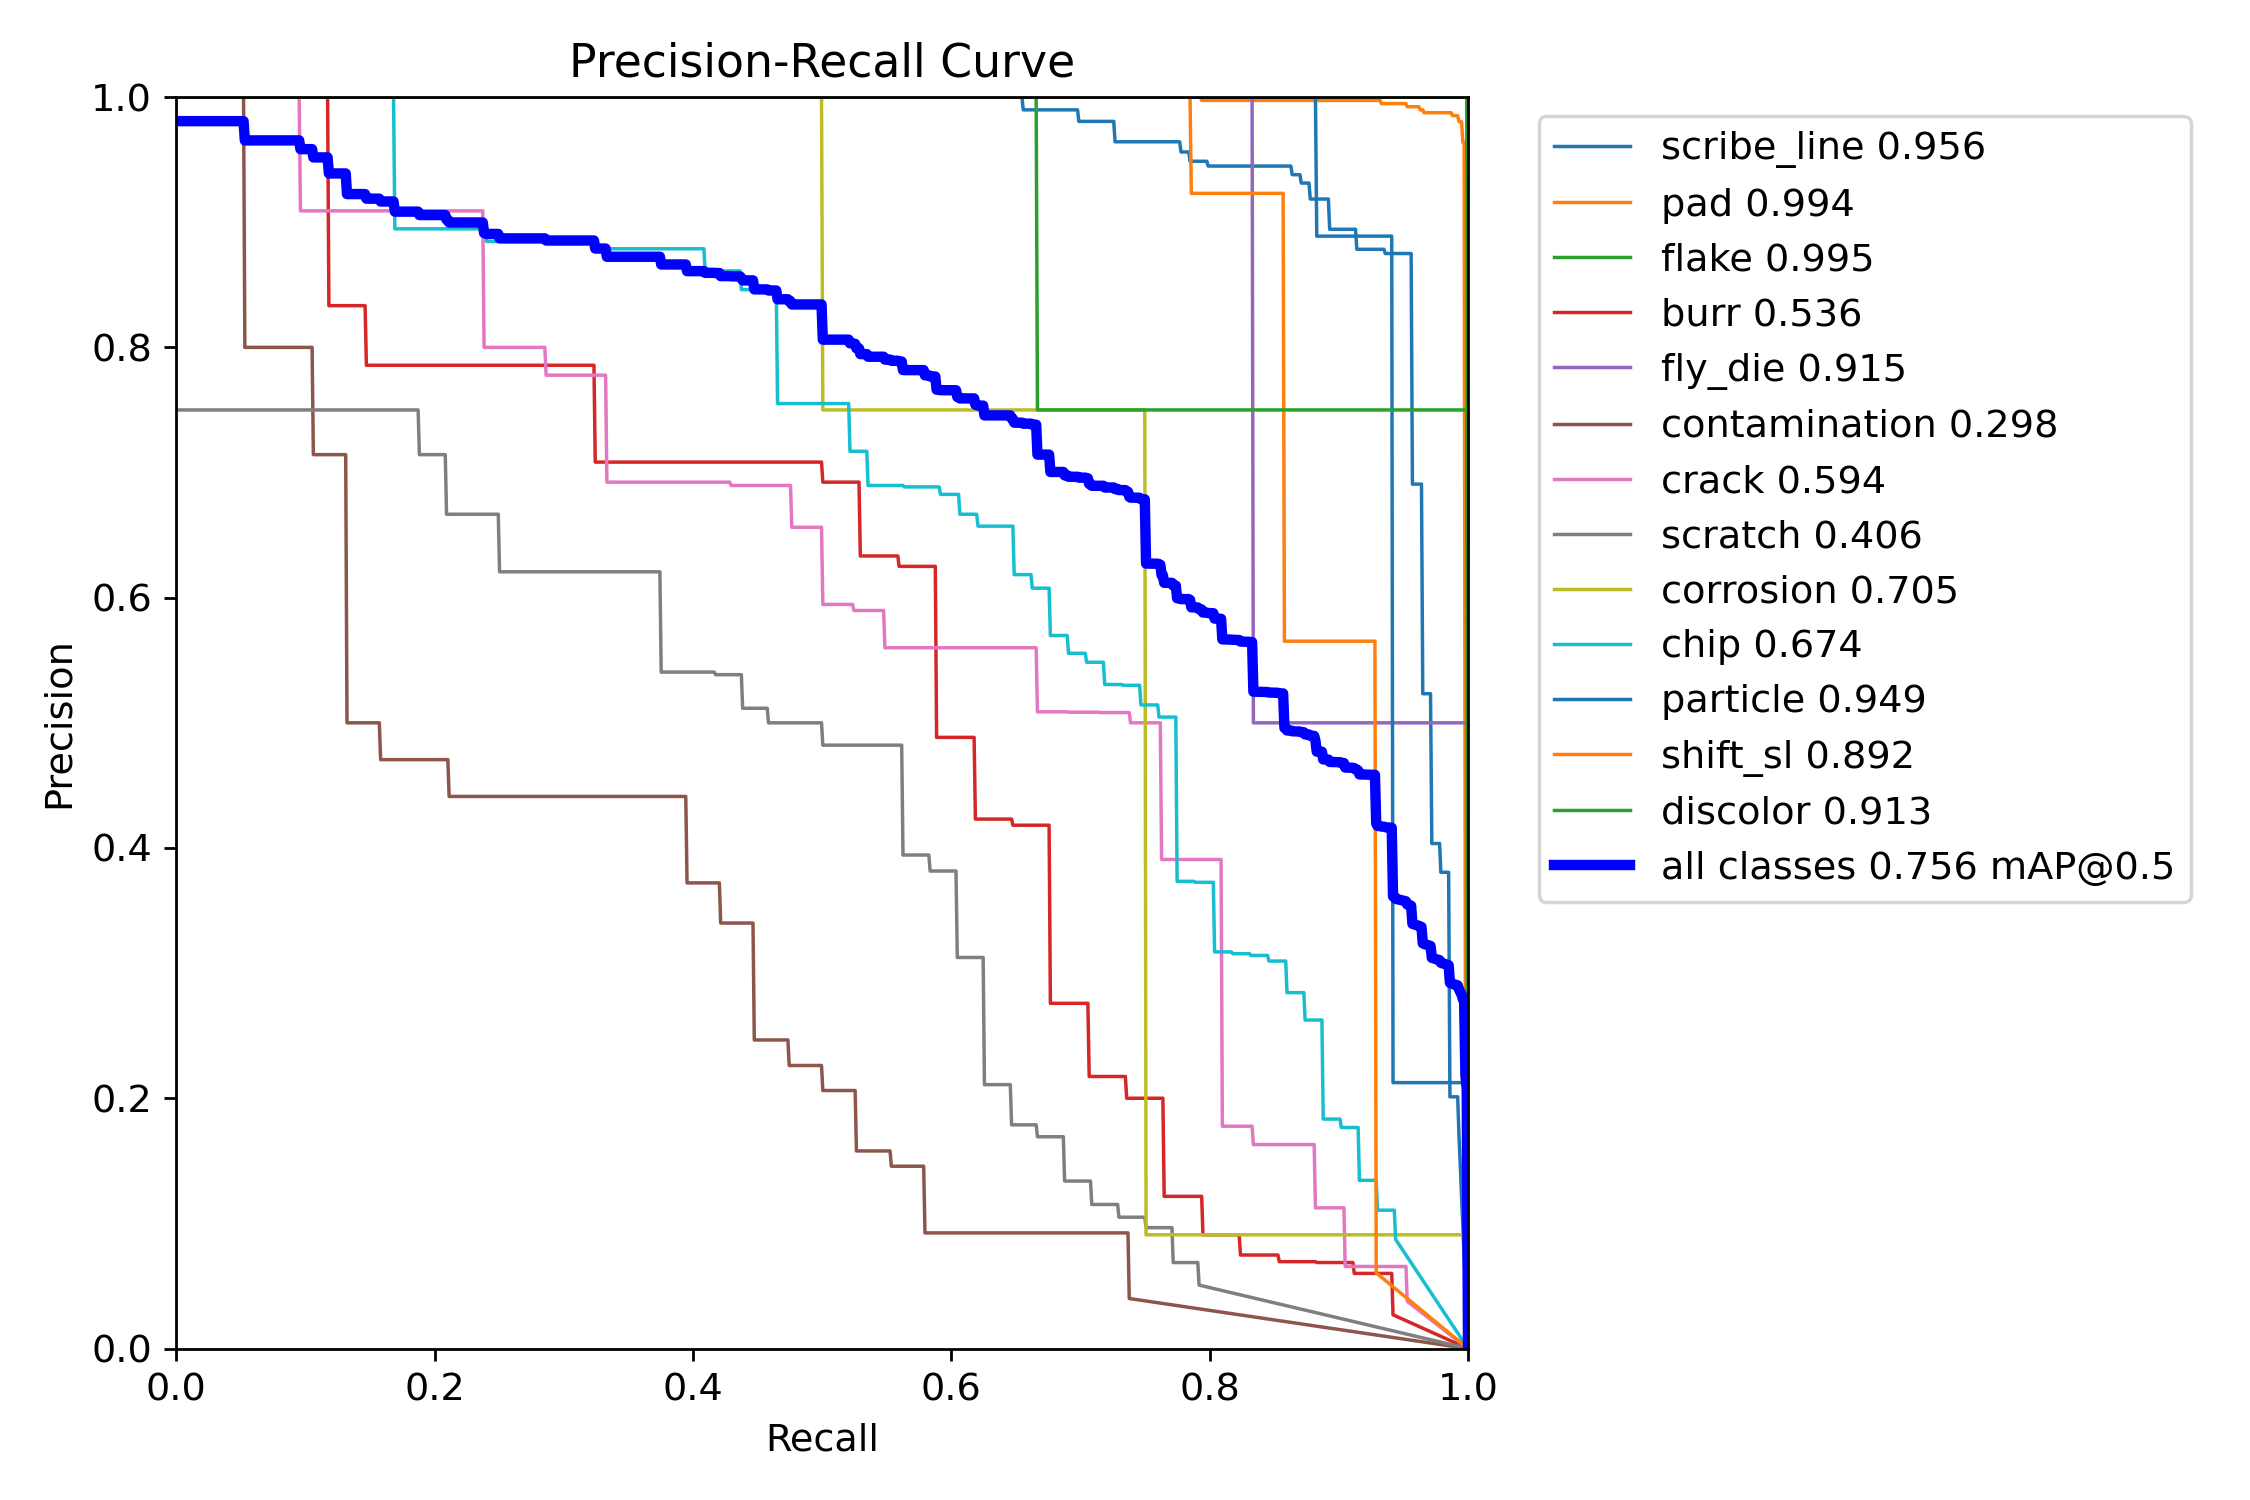 Precision-Recall Curve
1.0
0.8
0.6
0.4
0.2
0.0
Precision
0.0 0.2 0.4 0.6 0.8 1.0
Recall
scribe_line 0.956
pad 0.994
flake 0.995
burr 0.536
fly_die 0.915
contamination 0.298
crack 0.594
scratch 0.406
corrosion 0.705
chip 0.674
particle 0.949
shift_sl 0.892
discolor 0.913
all classes 0.756 mAP@0.5